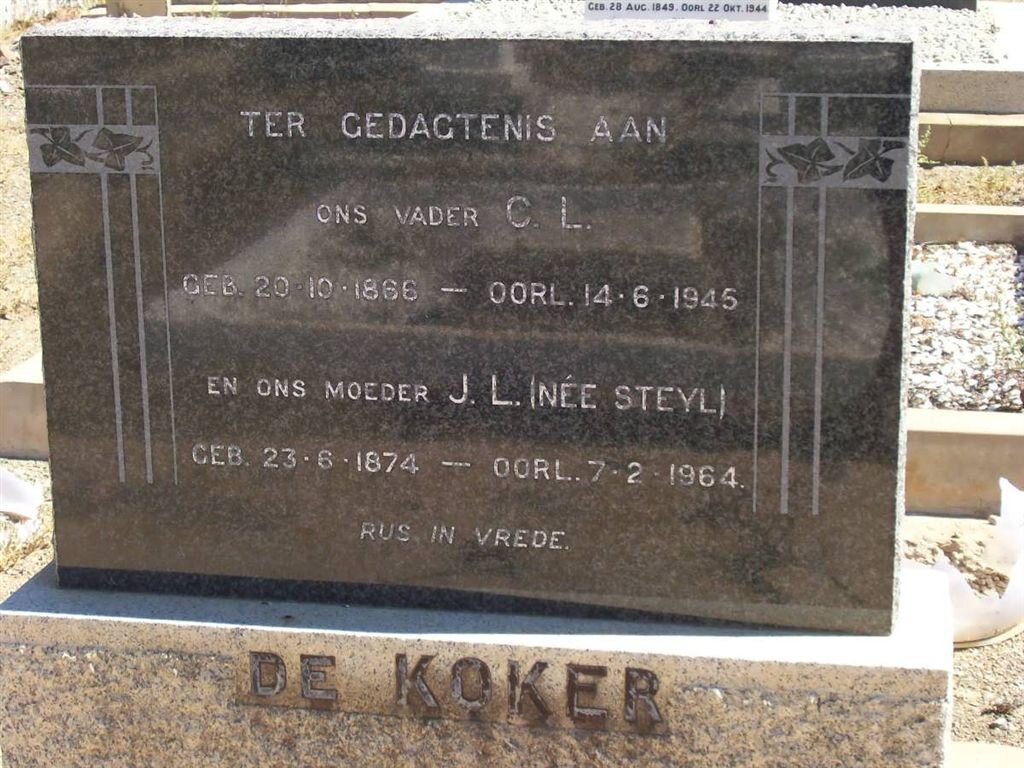 GEB. 28 AUG. 1849. OORL 22 OKT. 1944
TER GEDAGTENIS AAN
ONS VADER C. L.
GEB. 20·10·1866 — OORL. 14·6·1945
EN ONS MOEDER J. L. (NÉE STEYL)
GEB. 23·6·1874 — OORL. 7·2·1964.
RUS IN VREDE.
DE KOKER